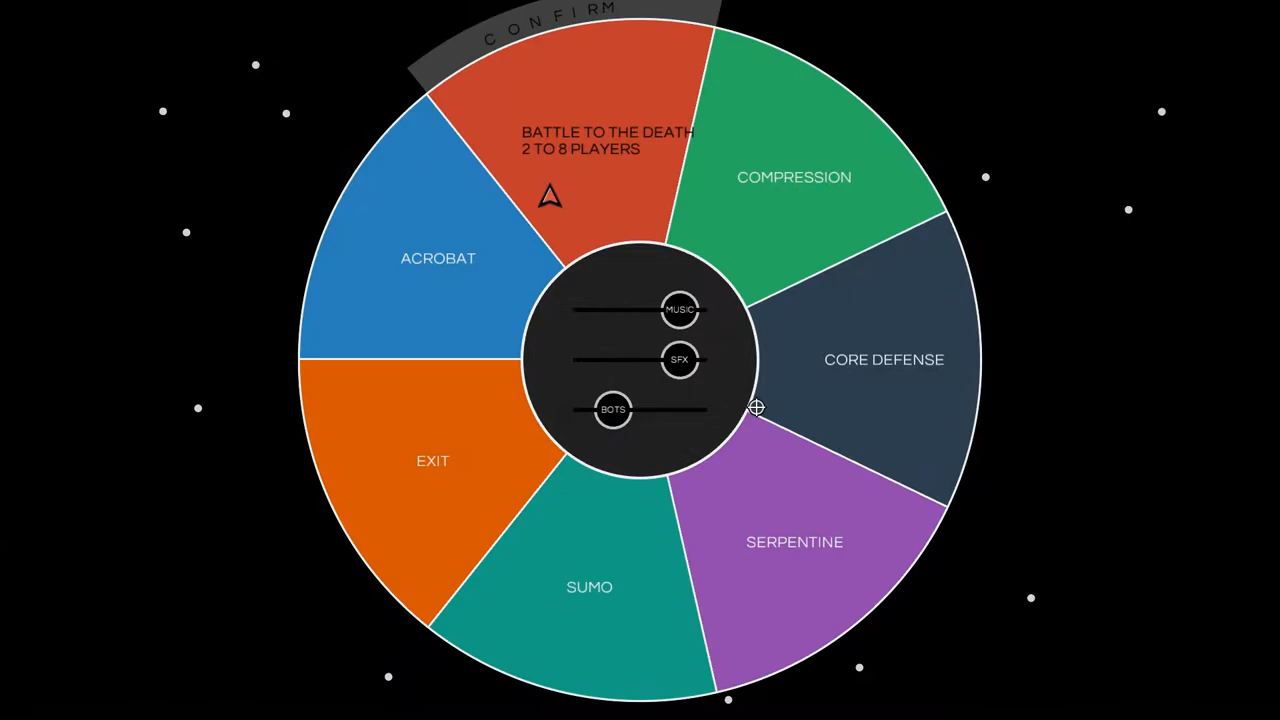 CONFIRM
BATTLE TO THE DEATH
2 TO 8 PLAYERS
COMPRESSION
ACROBAT
MUSIC
SFX
CORE DEFENSE
BOTS
EXIT
SERPENTINE
SUMO